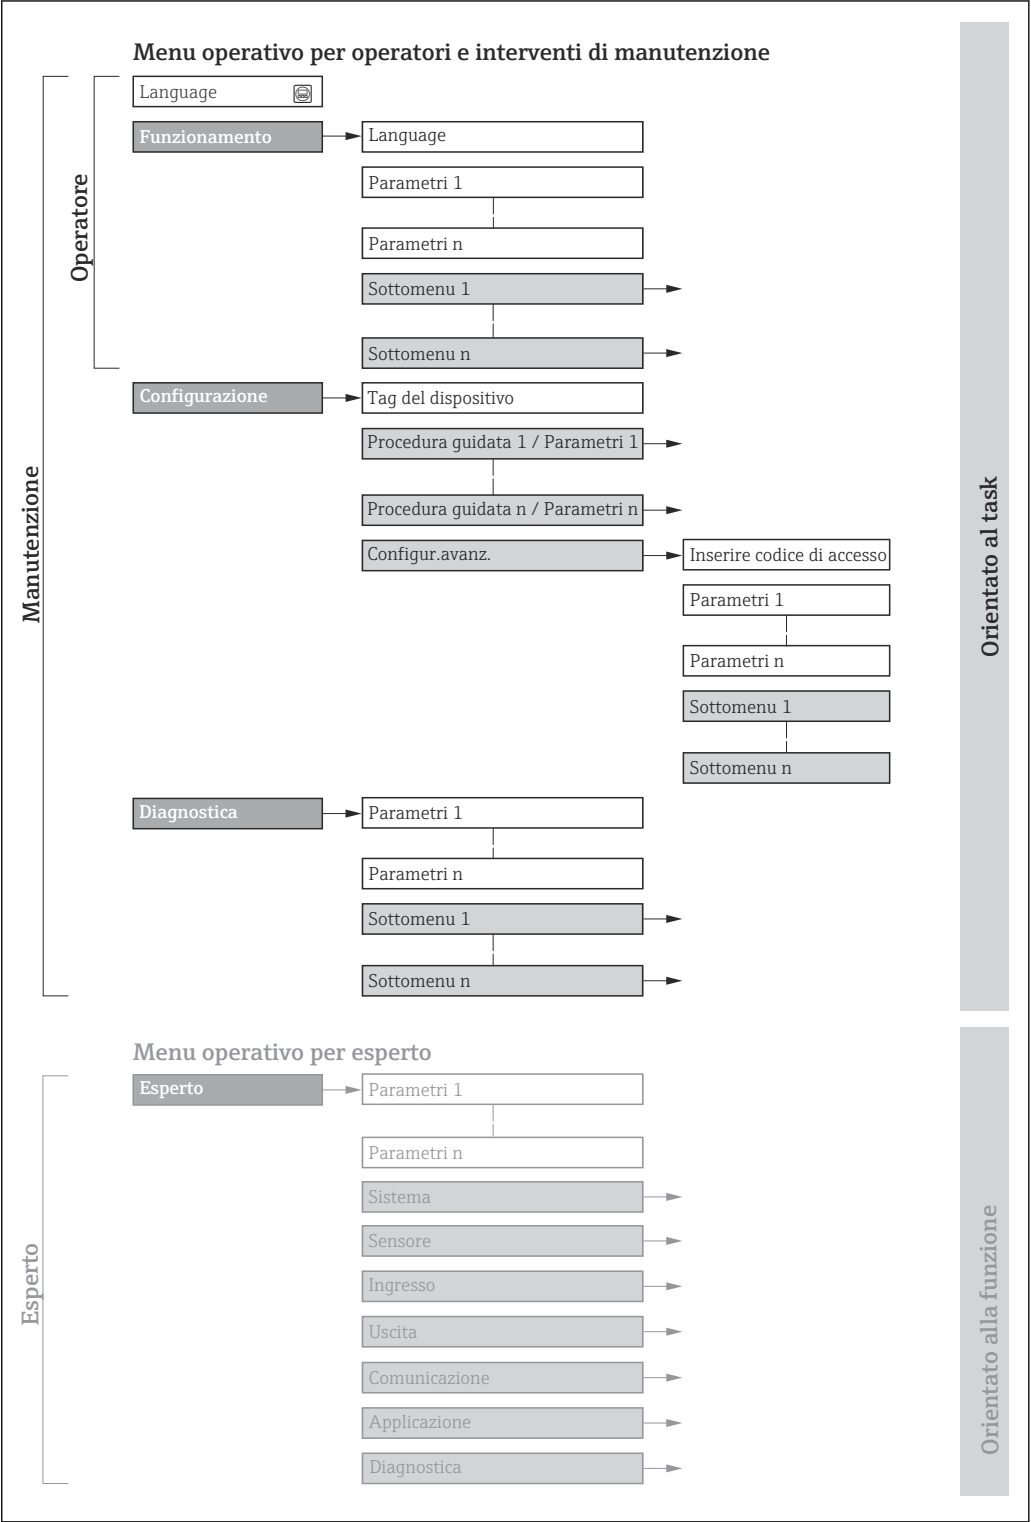 Menu operativo per operatori e interventi di manutenzione
Language
Funzionamento
Language
Parametri 1
Parametri n
Sottomenu 1
Sottomenu n
Operatore
Configurazione
Tag del dispositivo
Procedura guidata 1 / Parametri 1
Procedura guidata n / Parametri n
Configur.avanz.
Inserire codice di accesso
Parametri 1
Parametri n
Sottomenu 1
Sottomenu n
Manutenzione
Diagnostica
Parametri 1
Parametri n
Sottomenu 1
Sottomenu n
Orientato al task
Menu operativo per esperto
Esperto
Parametri 1
Parametri n
Sistema
Sensore
Ingresso
Uscita
Comunicazione
Applicazione
Diagnostica
Esperto
Orientato alla funzione